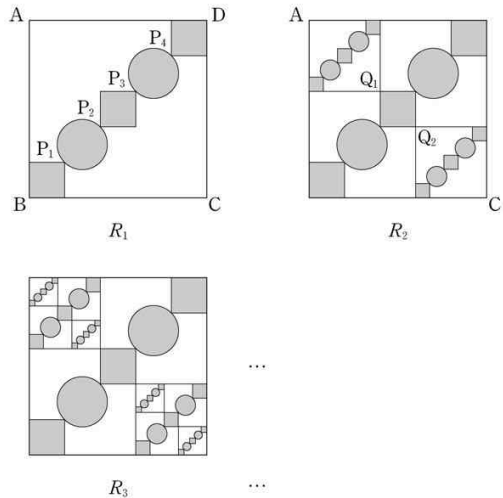 A D A
P₄
P₃
P₂ Q₁
P₁ Q₂
B C C
R₁ R₂
...
R₃ ...